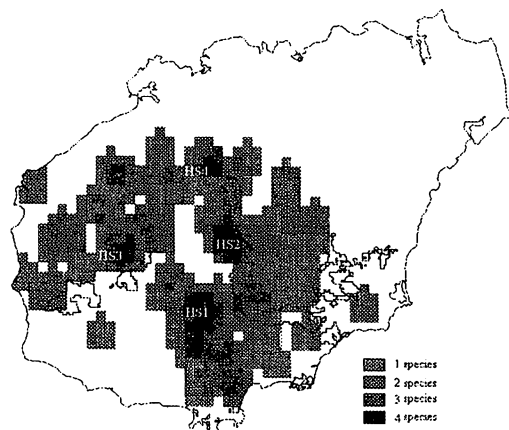 HS4
HS2
HS3
HS1
1 species
2 species
3 species
4 species